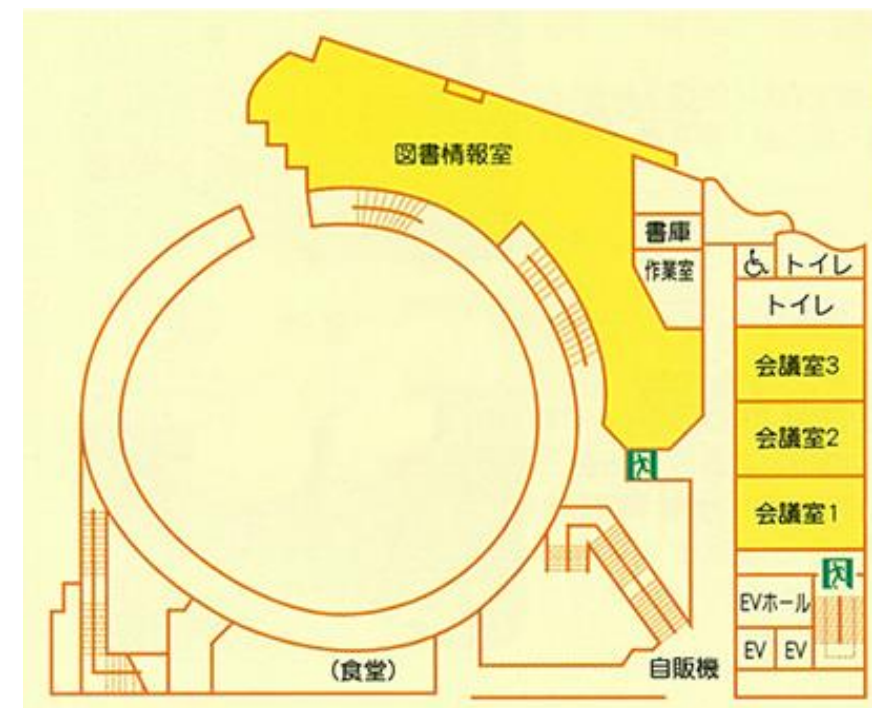 図書情報室
書庫
作業室
トイレ
トイレ
会議室3
会議室2
会議室1
EVホール
EV EV
(食堂)
自販機